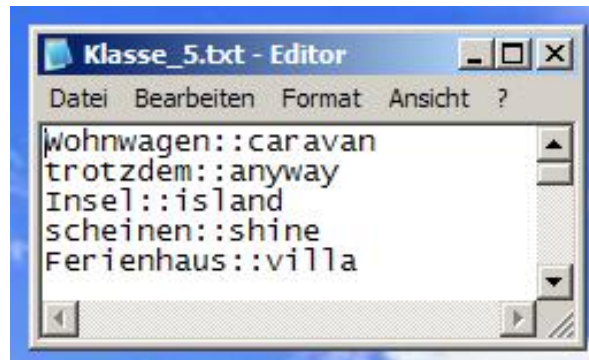 Klasse_5.txt - Editor
Datei Bearbeiten Format Ansicht ?
Wohnwagen::caravan
trotzdem::anyway
Insel::island
scheinen::shine
Ferienhaus::villa